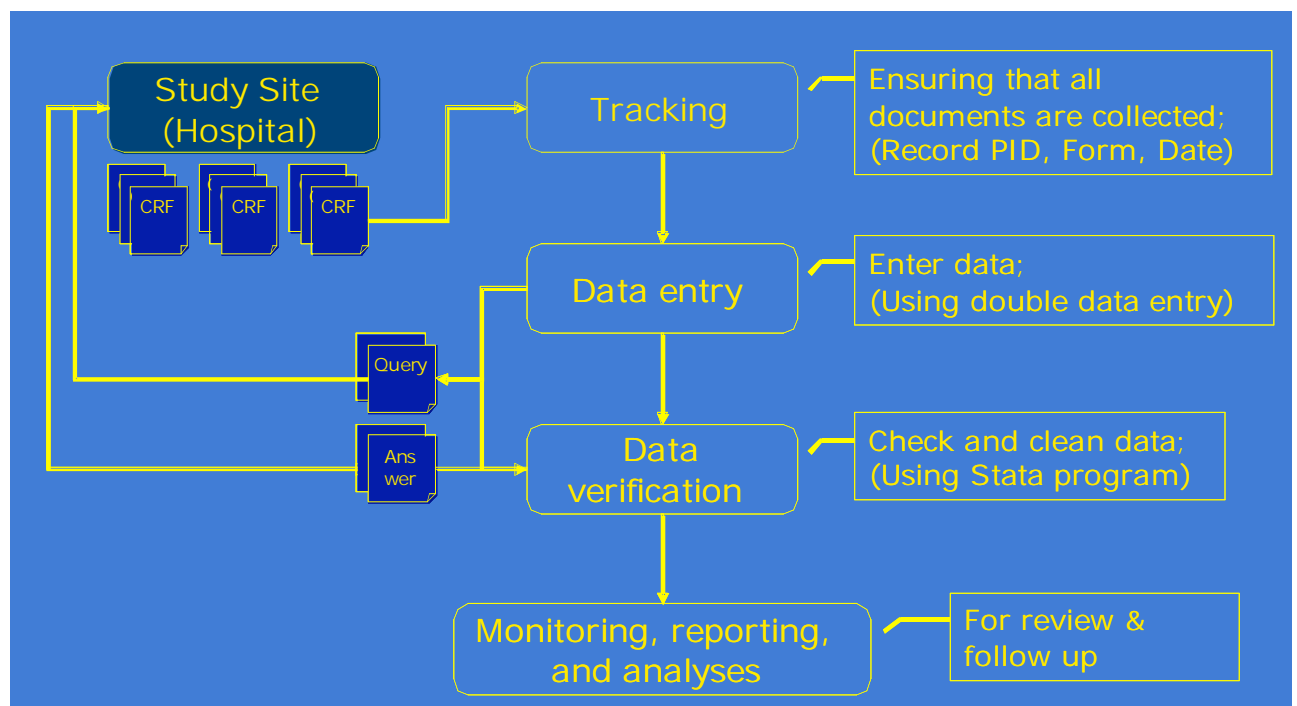 Study Site
(Hospital)
CRF
CRF
CRF
Tracking
Ensuring that all
documents are collected;
(Record PID, Form, Date)
Data entry
Enter data;
(Using double data entry)
Query
Ans
wer
Data
verification
Check and clean data;
(Using Stata program)
Monitoring, reporting,
and analyses
For review &
follow up